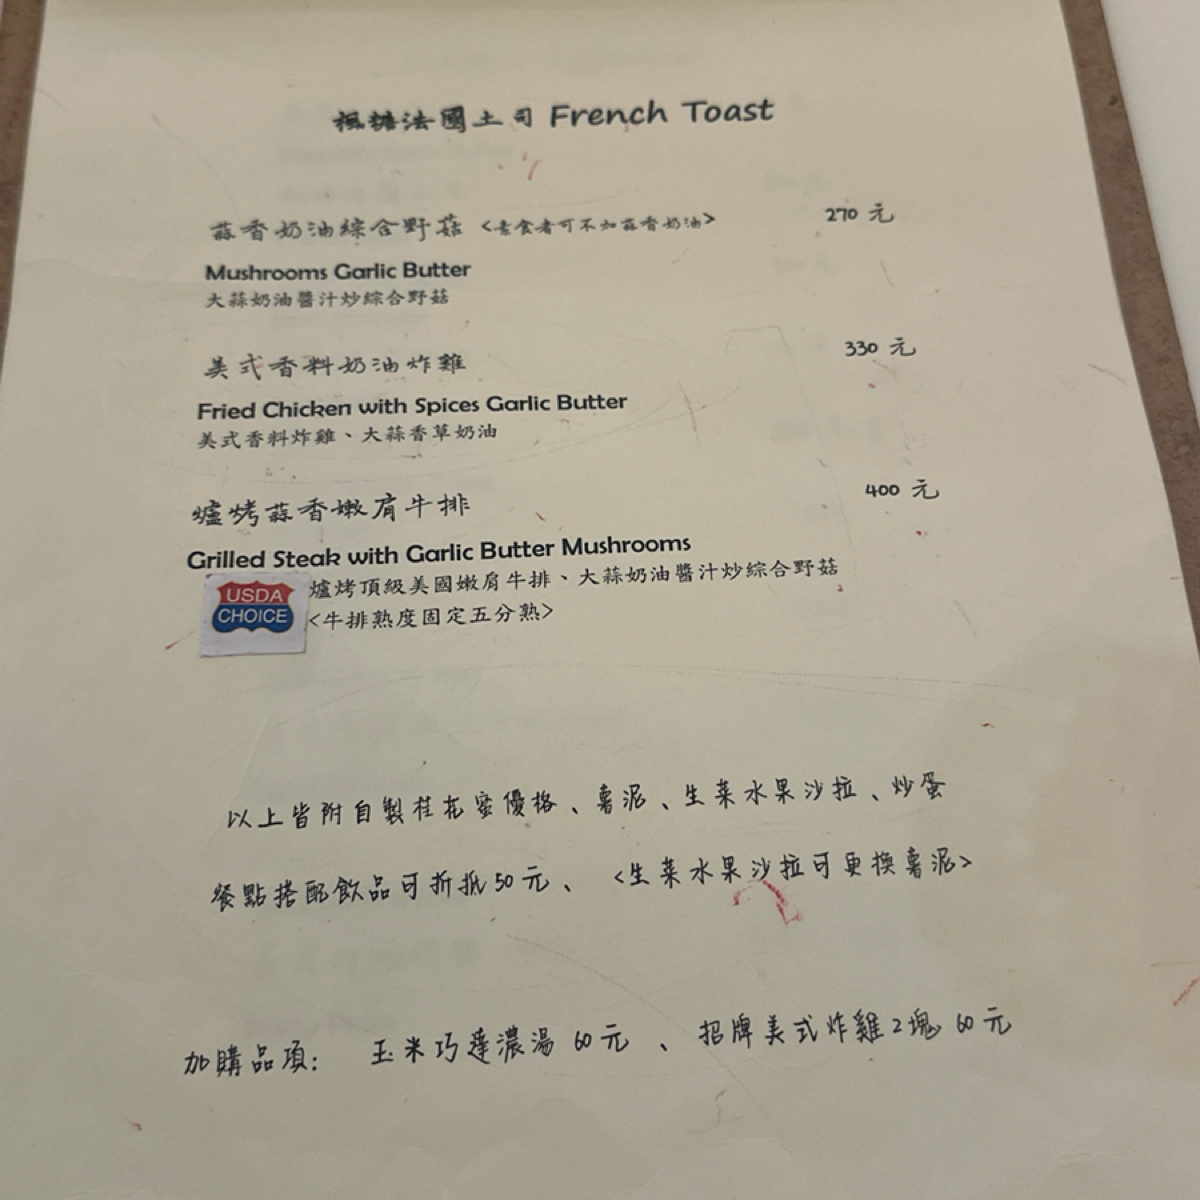 楓糖法國土司 French Toast
蒜香奶油綜合野菇 <素食者可不加蒜香奶油> 270 元
Mushrooms Garlic Butter
大蒜奶油醬汁炒綜合野菇
美式香料奶油炸雞 330 元
Fried Chicken with Spices Garlic Butter
美式香料炸雞、大蒜香草奶油
爐烤蒜香嫩肩牛排 400 元
Grilled Steak with Garlic Butter Mushrooms
USDA
CHOICE
爐烤頂級美國嫩肩牛排、大蒜奶油醬汁炒綜合野菇
<牛排熟度固定五分熟>
以上皆附自製桂花蜜優格、薯泥、生菜水果沙拉、炒蛋
餐點搭配飲品可折抵50元、 <生菜水果沙拉可更換薯泥>
加購品項: 玉米巧達濃湯 60元 、 招牌美式炸雞2塊 60元